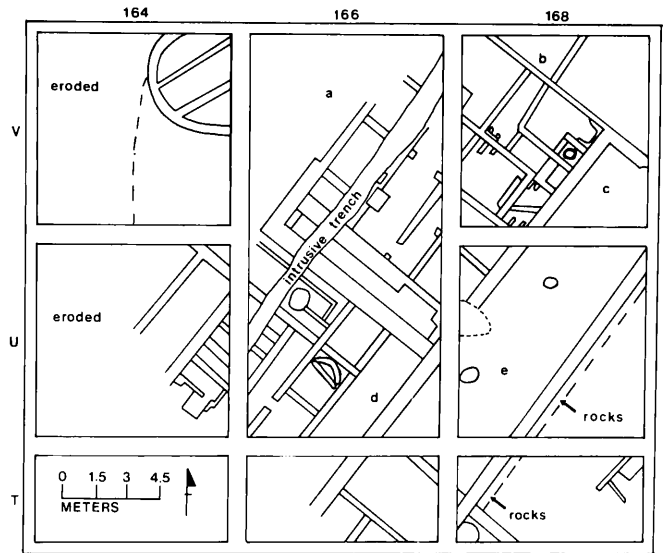 164 166 168
V
eroded
a
b
c
intrusive trench
U
eroded
d
e
rocks
T
0 1.5 3 4.5
METERS
rocks